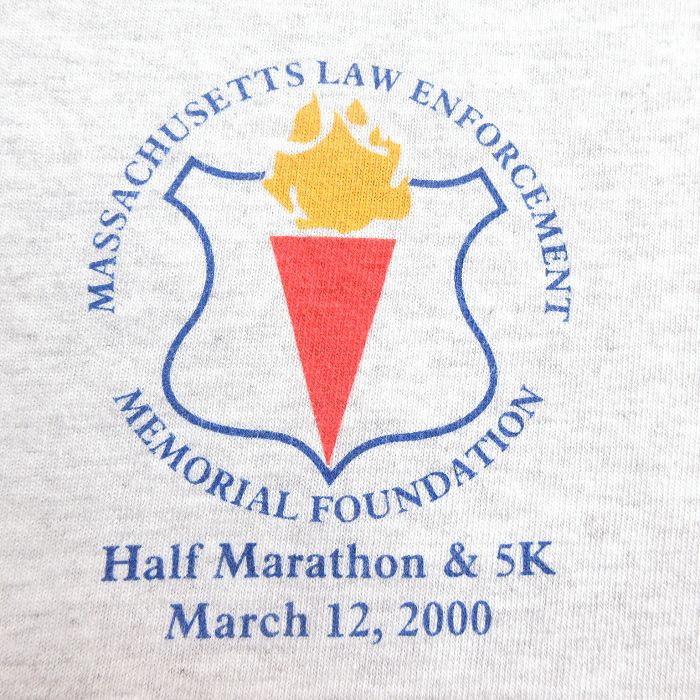 MASSACHUSETTS LAW ENFORCEMENT
MEMORIAL FOUNDATION
Half Marathon & 5K
March 12, 2000